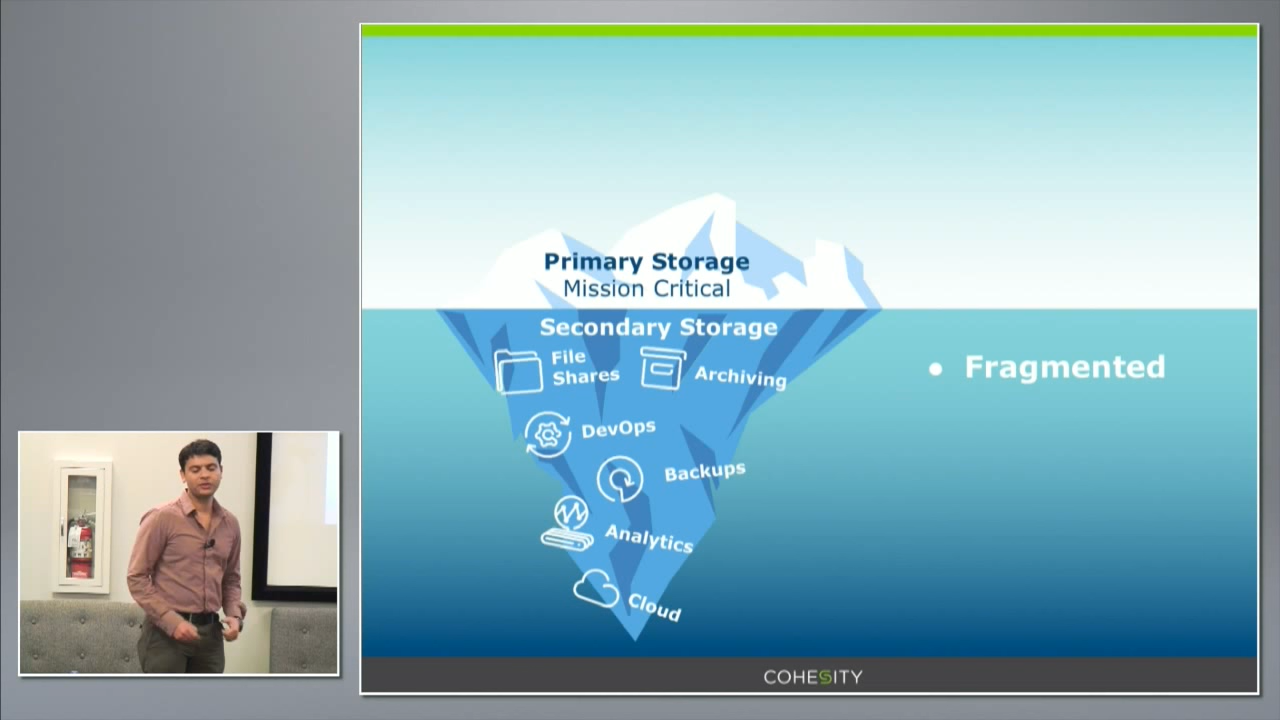 Primary Storage
Mission Critical
Secondary Storage
File
Shares
Archiving
DevOps
Backups
Analytics
Cloud
• Fragmented
COHESITY